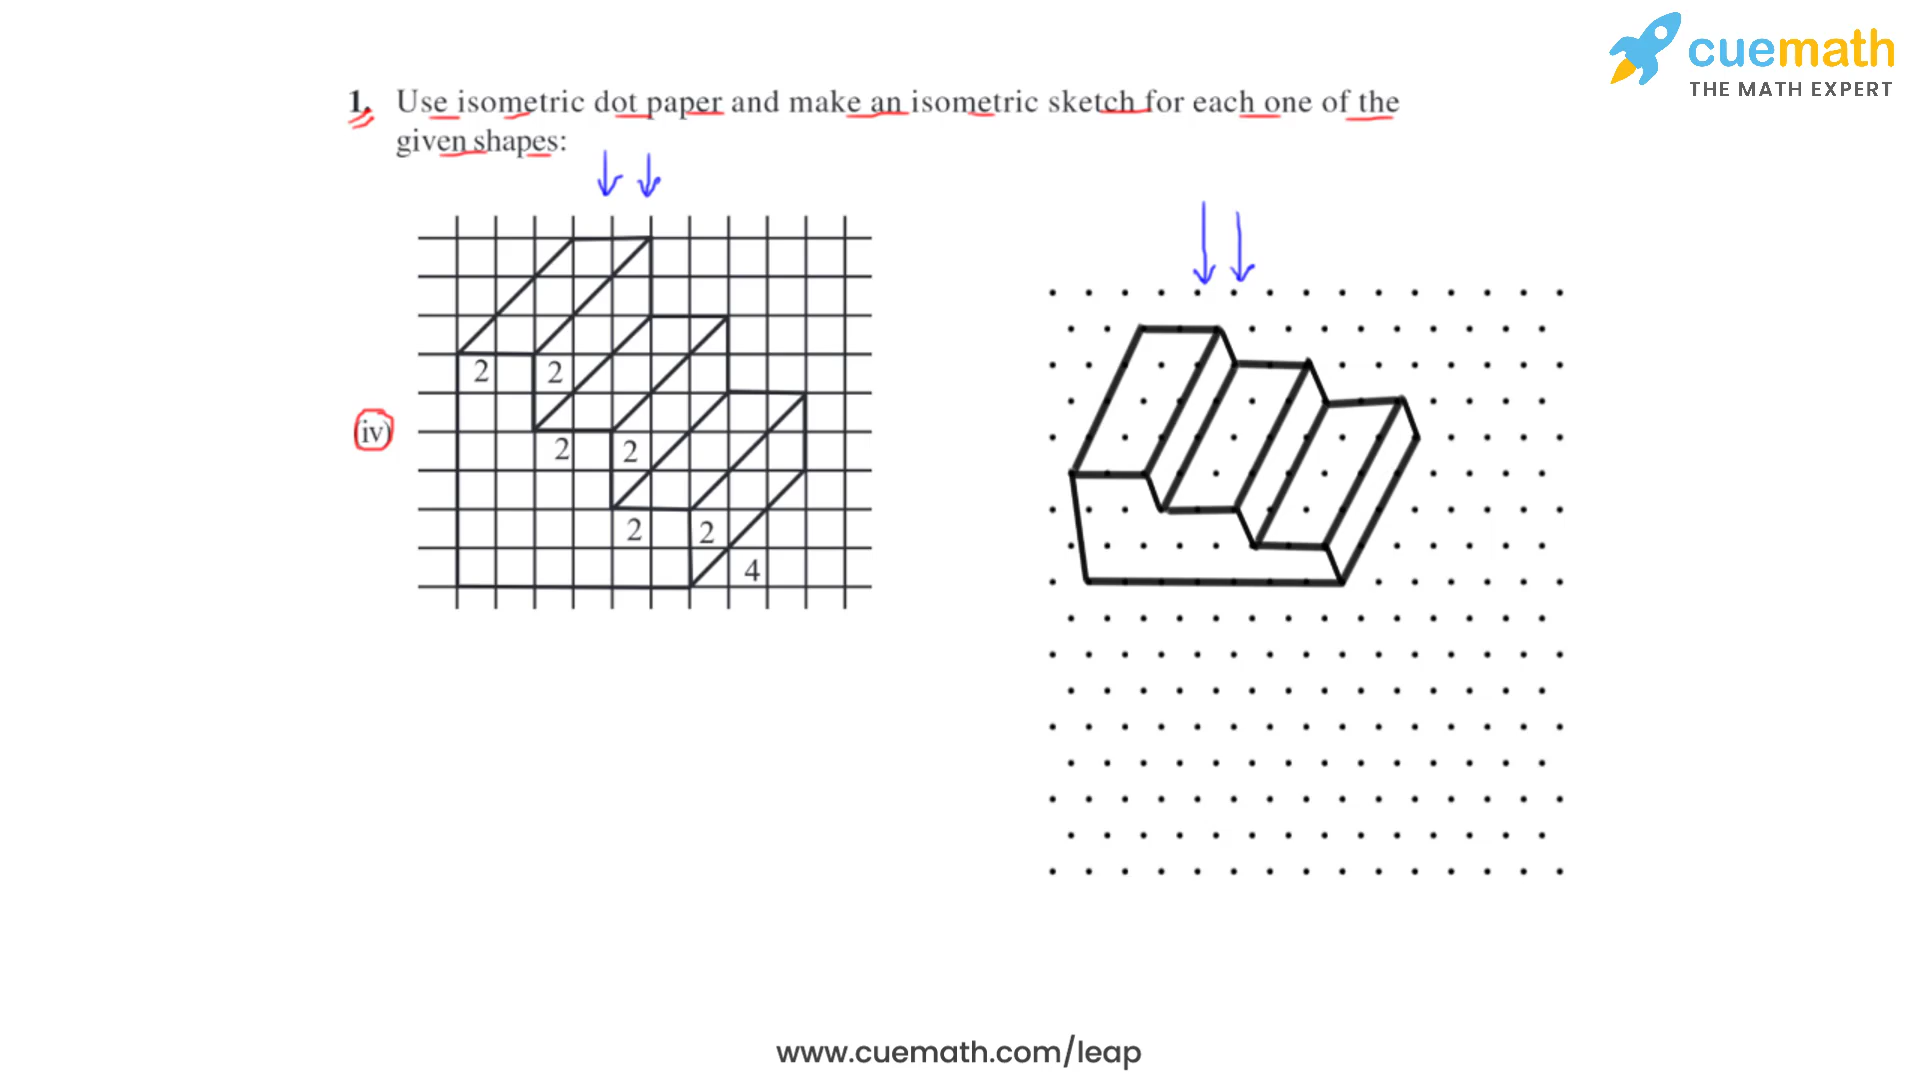 cuemath
THE MATH EXPERT
1. Use isometric dot paper and make an isometric sketch for each one of the
given shapes:
2 2
(iv)
2 2
2 2
4
www.cuemath.com/leap